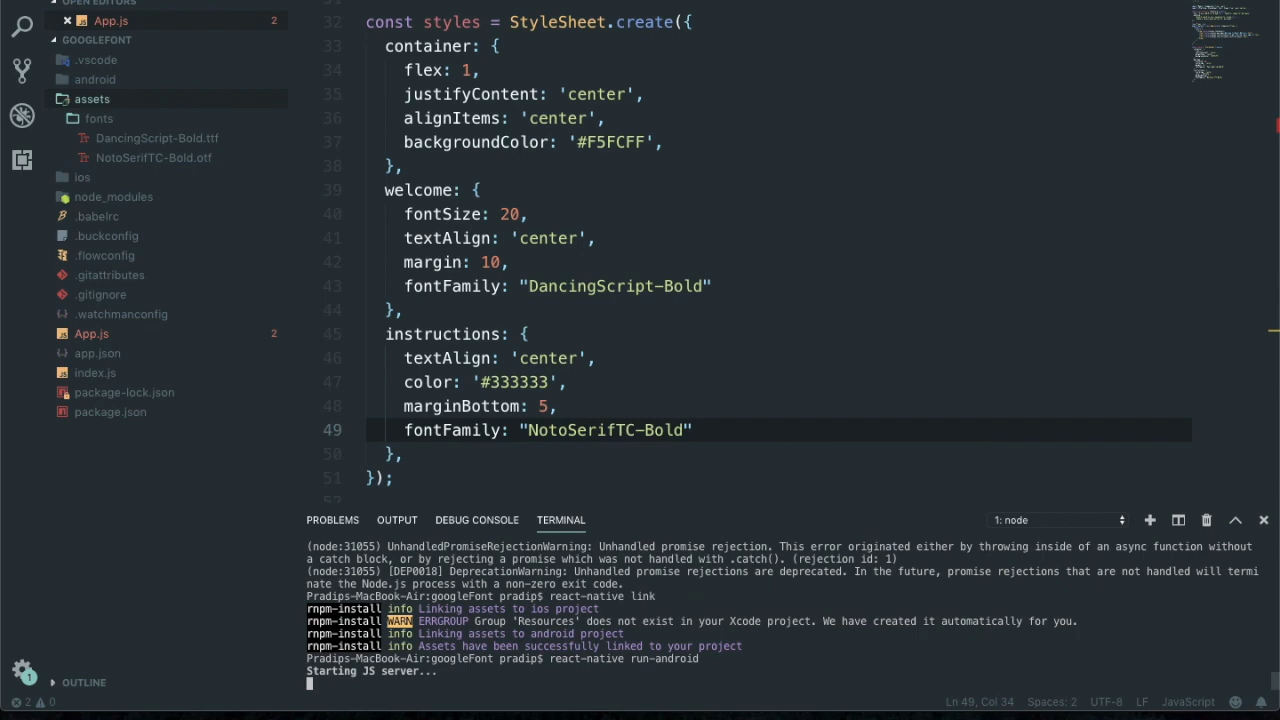 OPEN EDITORS
App.js 2
GOOGLEFONT
.vscode
android
assets
fonts
DancingScript-Bold.ttf
NotoSerifTC-Bold.otf
ios
node_modules
.babelrc
.buckconfig
.flowconfig
.gitattributes
.gitignore
.watchmanconfig
App.js 2
app.json
index.js
package-lock.json
package.json
OUTLINE
32 const styles = StyleSheet.create({
33 container: {
34 flex: 1,
35 justifyContent: 'center',
36 alignItems: 'center',
37 backgroundColor: '#F5FCFF',
38 },
39 welcome: {
40 fontSize: 20,
41 textAlign: 'center',
42 margin: 10,
43 fontFamily: "DancingScript-Bold"
44 },
45 instructions: {
46 textAlign: 'center',
47 color: '#333333',
48 marginBottom: 5,
49 fontFamily: "NotoSerifTC-Bold"
50 },
51 });
52
PROBLEMS OUTPUT DEBUG CONSOLE TERMINAL 1: node
(node:31055) UnhandledPromiseRejectionWarning: Unhandled promise rejection. This error originated either by throwing inside of an async function without
a catch block, or by rejecting a promise which was not handled with .catch(). (rejection id: 1)
(node:31055) [DEP0018] DeprecationWarning: Unhandled promise rejections are deprecated. In the future, promise rejections that are not handled will termi
nate the Node.js process with a non-zero exit code.
Pradips-MacBook-Air:googleFont pradip$ react-native link
rnpm-install info Linking assets to ios project
rnpm-install WARN ERRGROUP Group 'Resources' does not exist in your Xcode project. We have created it automatically for you.
rnpm-install info Linking assets to android project
rnpm-install info Assets have been successfully linked to your project
Pradips-MacBook-Air:googleFont pradip$ react-native run-android
Starting JS server...
1
2 0 Ln 49, Col 34 Spaces: 2 UTF-8 LF JavaScript